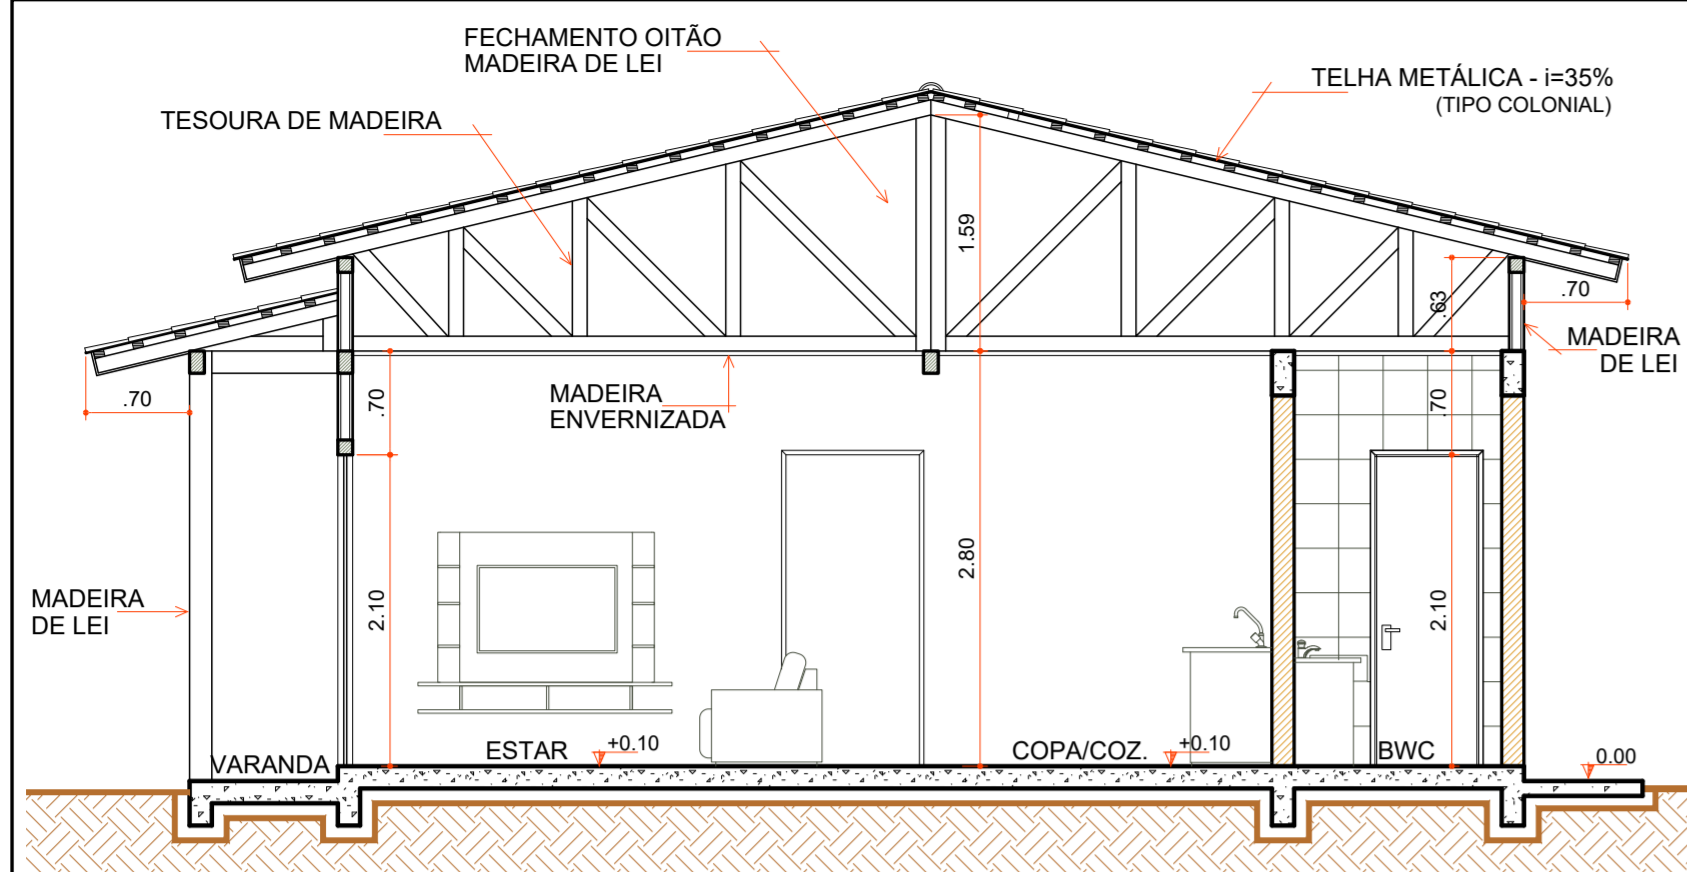 FECHAMENTO OITÃO
MADEIRA DE LEI
TELHA METÁLICA - i=35%
(TIPO COLONIAL)
TESOURA DE MADEIRA
1.59
.63
.70
MADEIRA
DE LEI
.70
.70
MADEIRA
ENVERNIZADA
.70
2.80
2.10
2.10
MADEIRA
DE LEI
VARANDA
ESTAR
+0.10
COPA/COZ.
+0.10
BWC
0.00